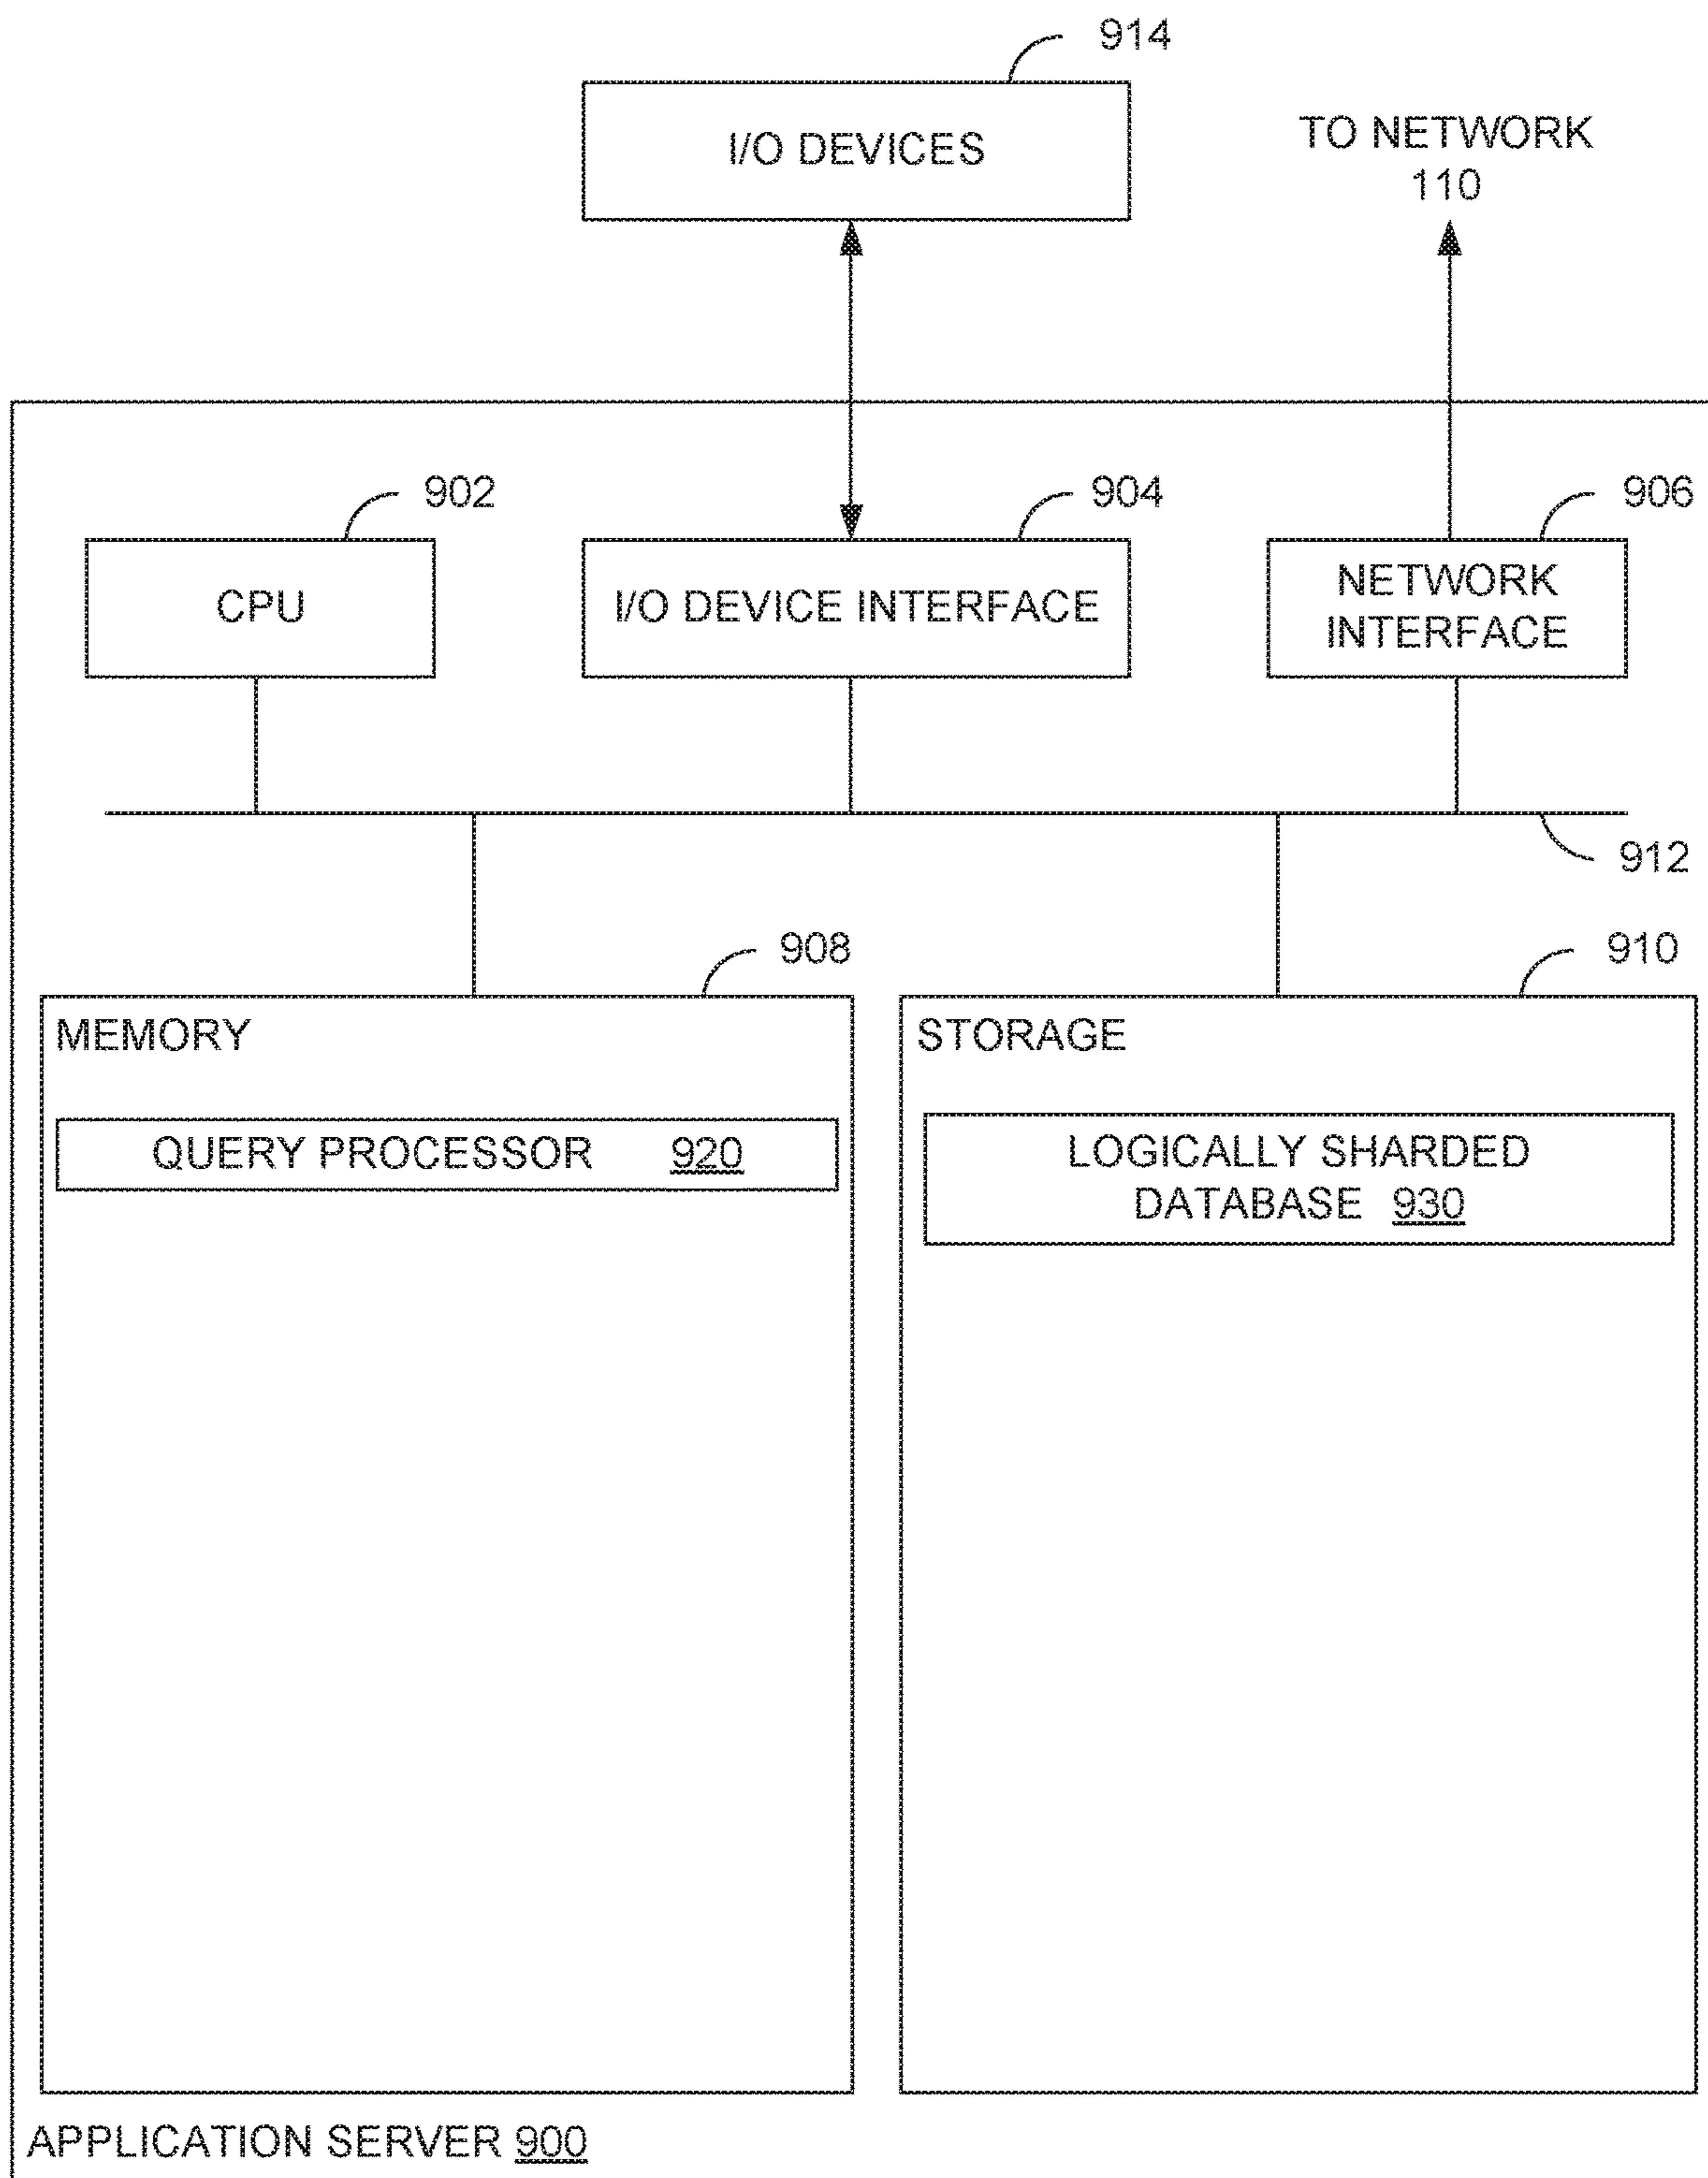 914
I/O DEVICES
TO NETWORK
110
902
904
906
CPU
I/O DEVICE INTERFACE
NETWORK
INTERFACE
912
908
910
MEMORY
STORAGE
QUERY PROCESSOR 920
LOGICALLY SHARDED
DATABASE 930
APPLICATION SERVER 900